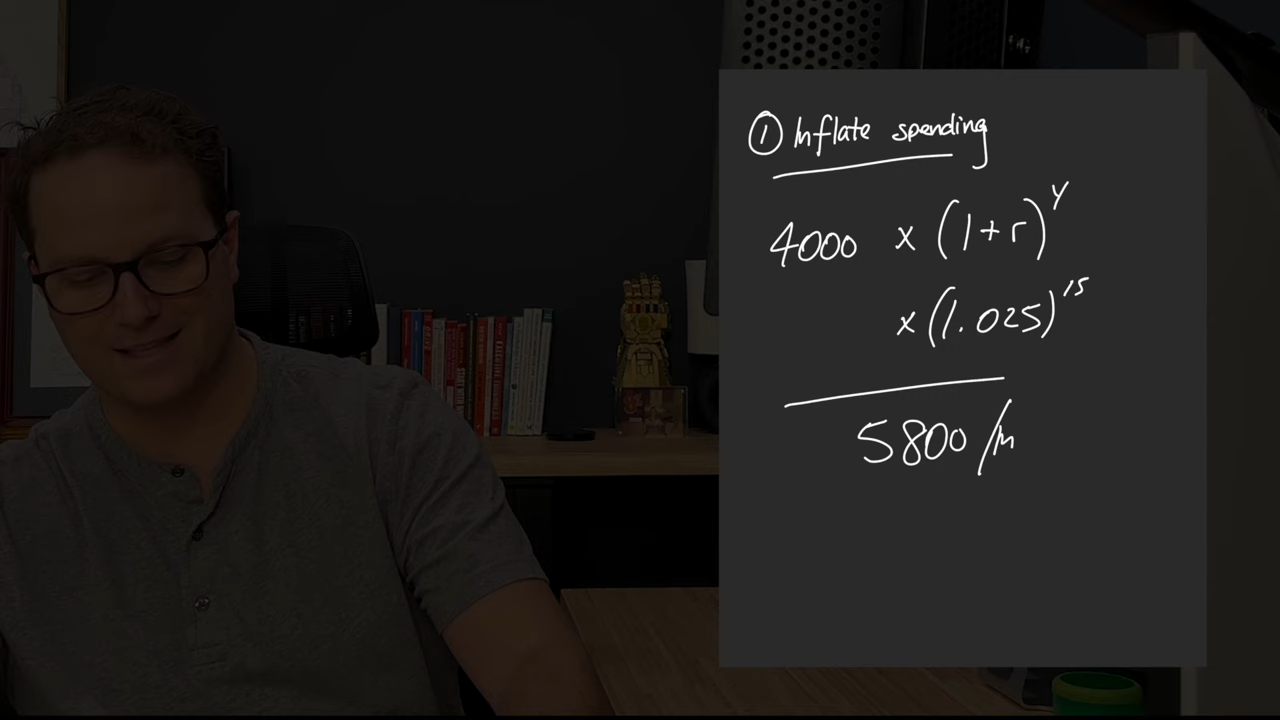 ① Inflate spending
4000 x (1+r)^Y
x (1.025)^15
5800/m